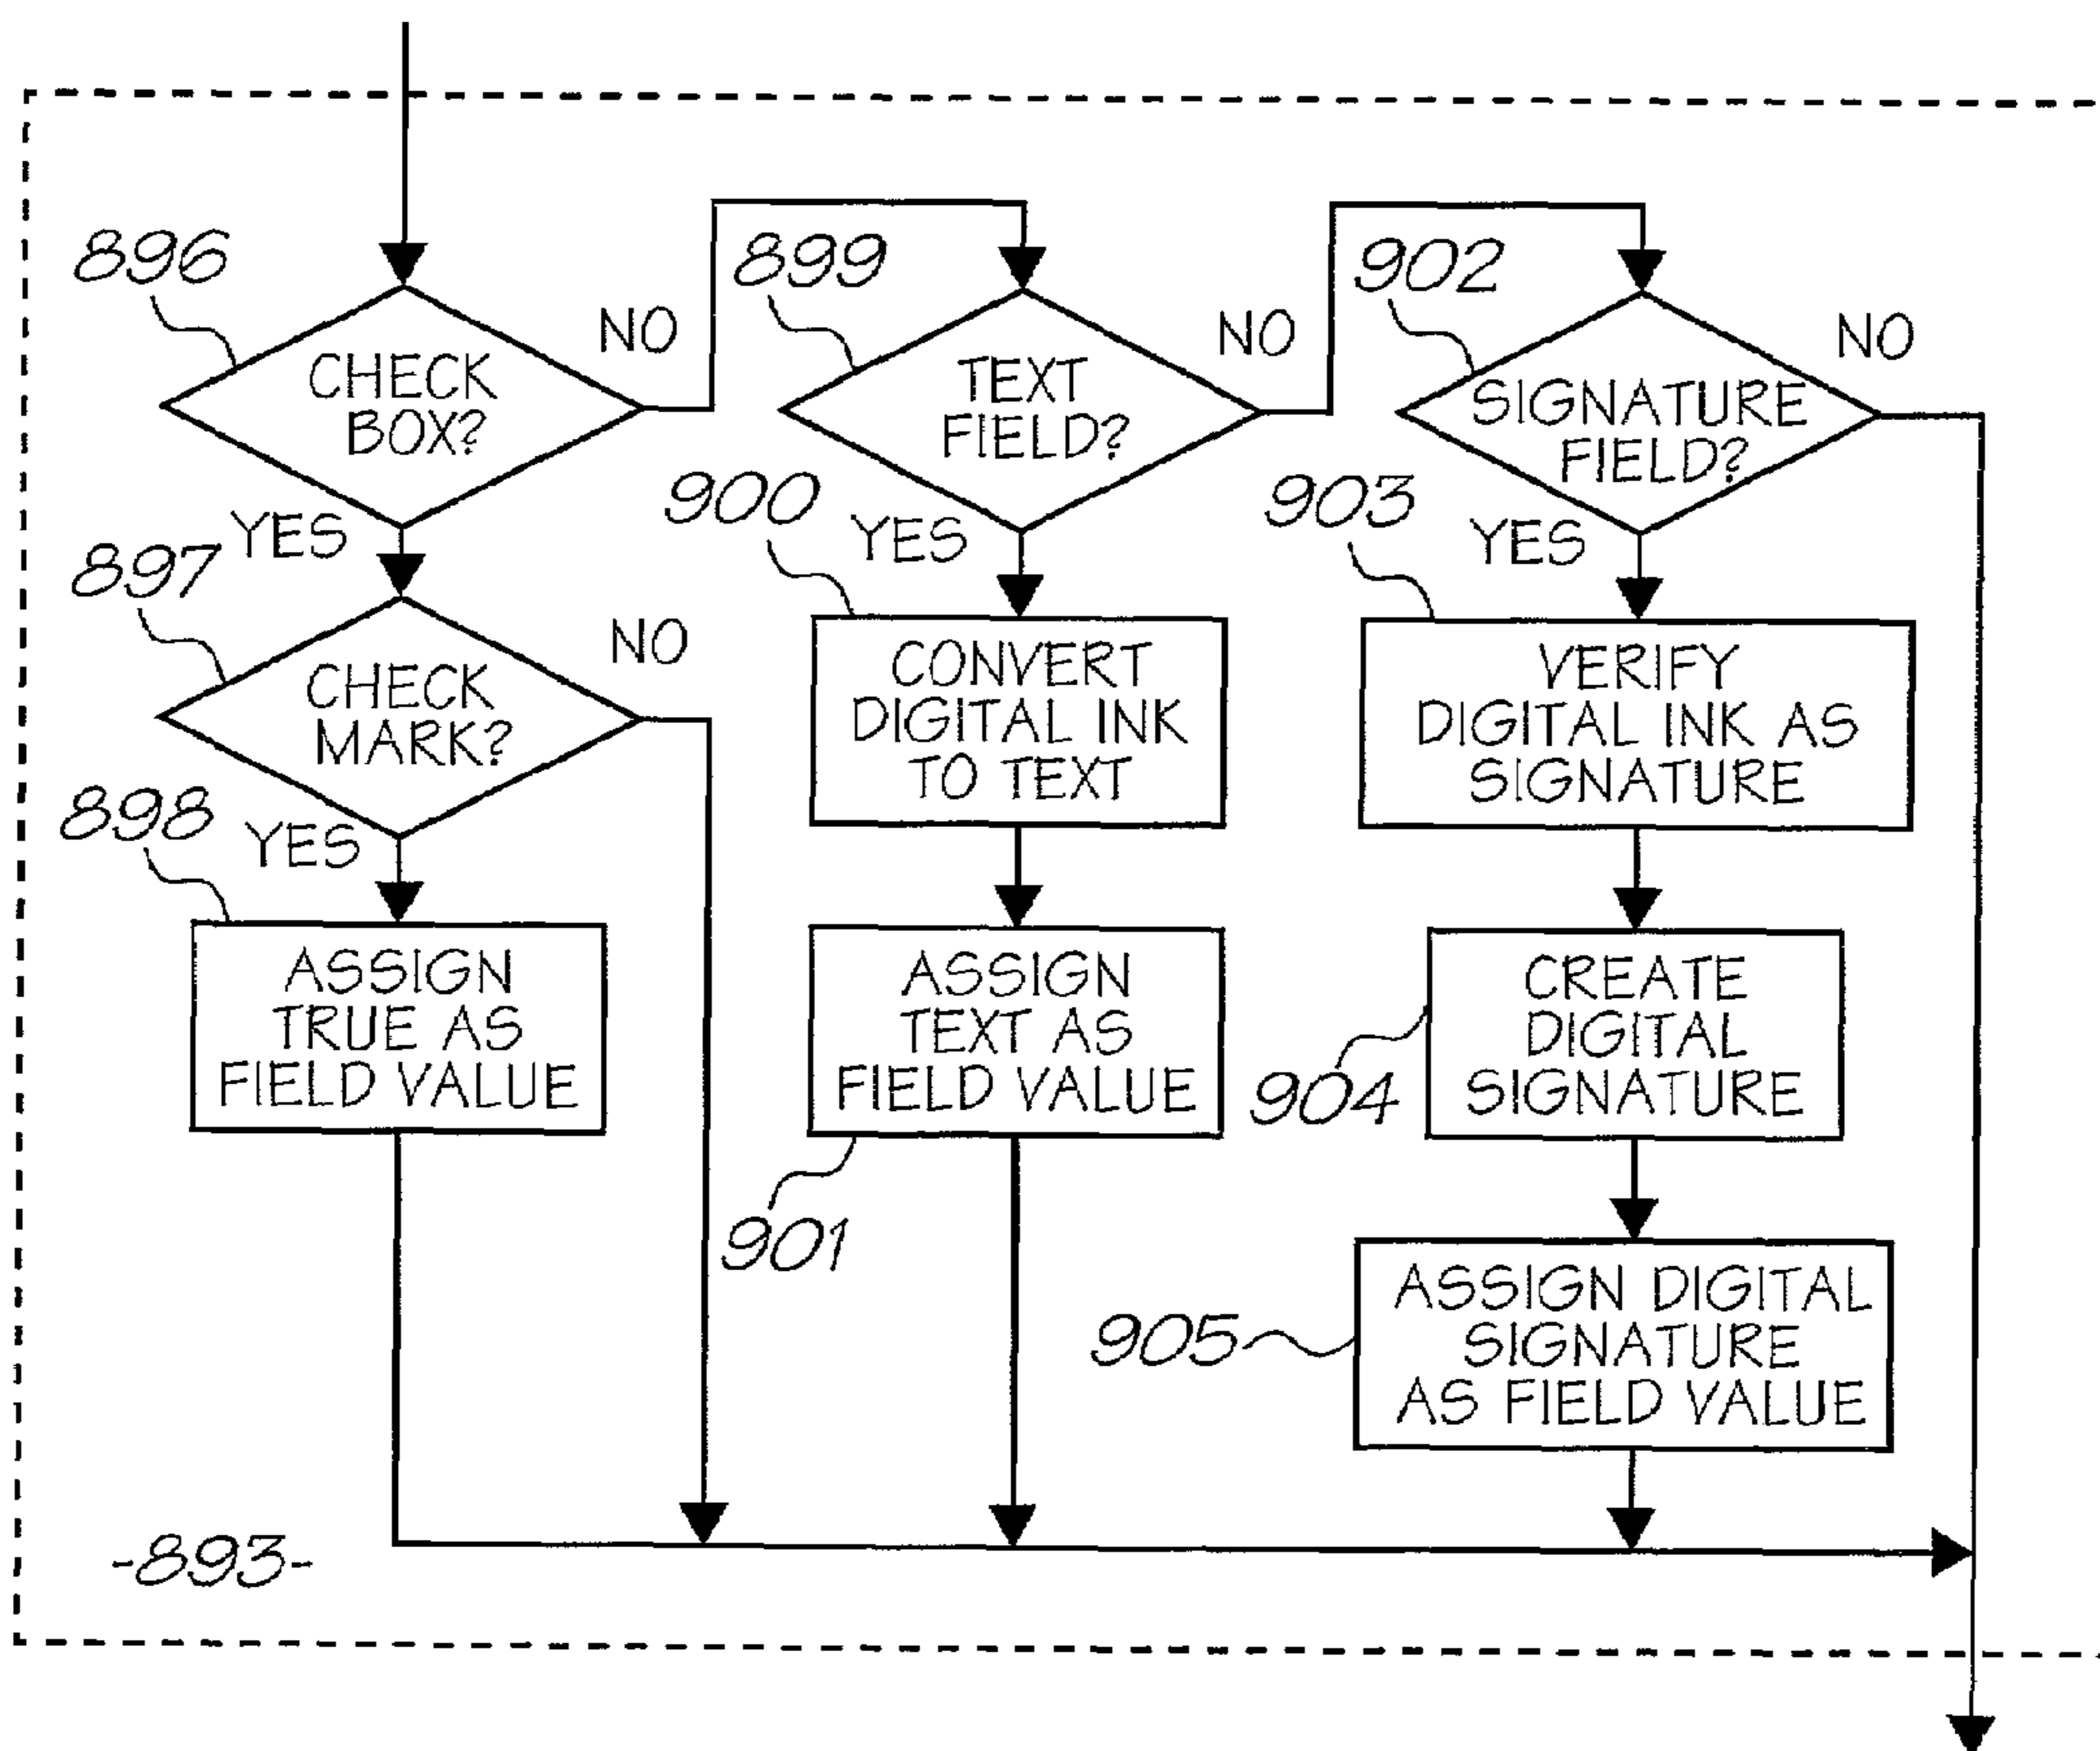 896
CHECK
BOX?
NO
YES
897
CHECK
MARK?
NO
YES
898
ASSIGN
TRUE AS
FIELD VALUE
899
TEXT
FIELD?
NO
YES
900
CONVERT
DIGITAL INK
TO TEXT
ASSIGN
TEXT AS
FIELD VALUE
901
902
SIGNATURE
FIELD?
NO
YES
903
VERIFY
DIGITAL INK AS
SIGNATURE
CREATE
DIGITAL
SIGNATURE
904
ASSIGN DIGITAL
SIGNATURE
AS FIELD VALUE
905
-893-